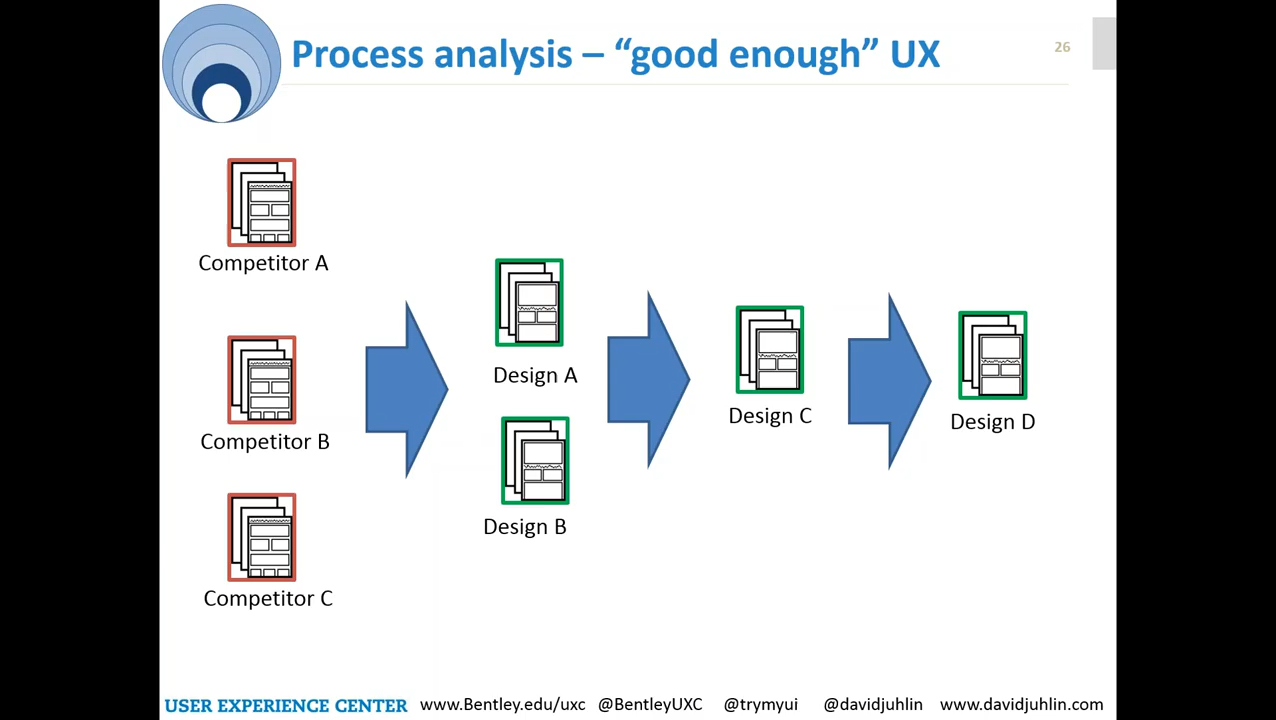 Process analysis – “good enough” UX
26
Competitor A
Competitor B
Competitor C
Design A
Design B
Design C
Design D
USER EXPERIENCE CENTER www.Bentley.edu/uxc @BentleyUXC @trymyui @davidjuhlin www.davidjuhlin.com